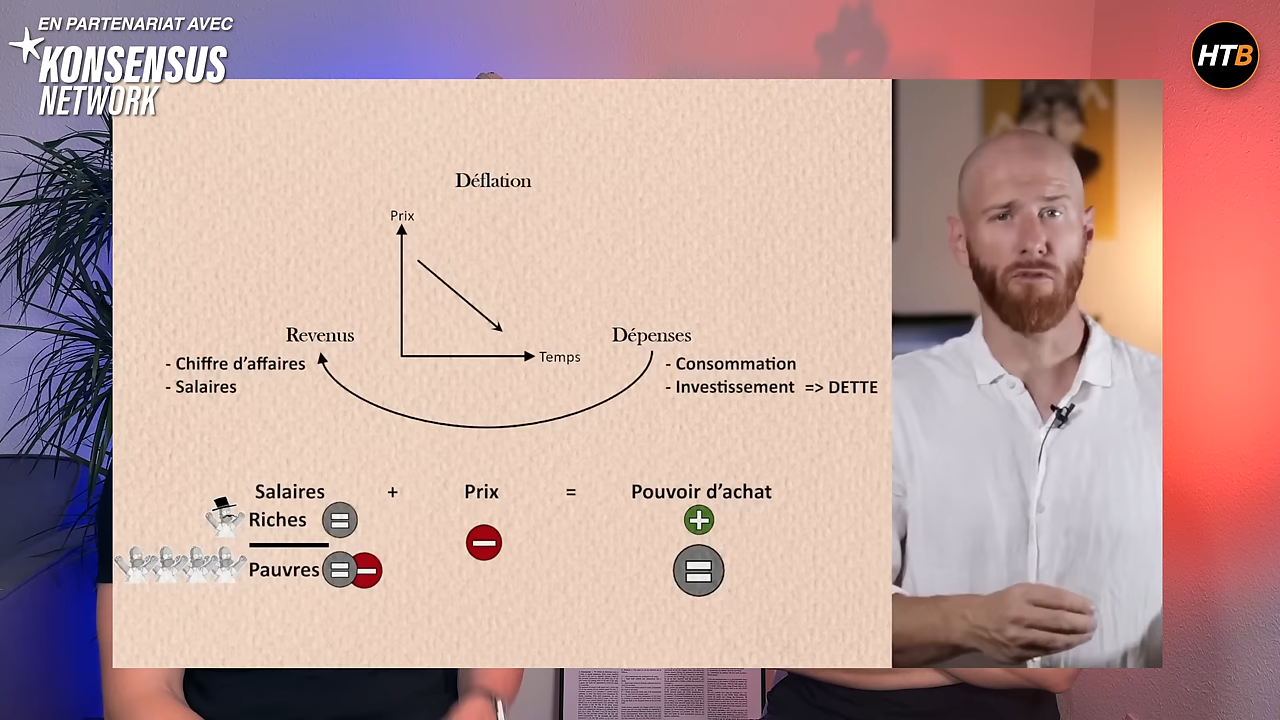 EN PARTENARIAT AVEC
KONSENSUS
NETWORK
HTB
Déflation
Prix
Revenus
Dépenses
Temps
- Chiffre d'affaires
- Consommation
- Salaires
- Investissement => DETTE
Salaires + Prix = Pouvoir d'achat
Riches
Pauvres